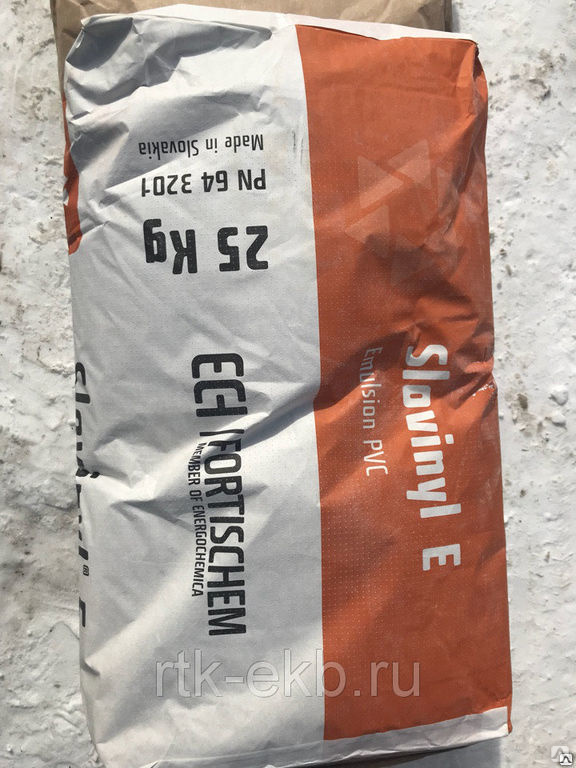 Slovinyl E
Emulsion PVC
ECH | FORTISCHEM
MEMBER OF ENERGOCHEMICA
25 Kg
PN 64 3201
Made in Slovakia
rtk-ekb.ru